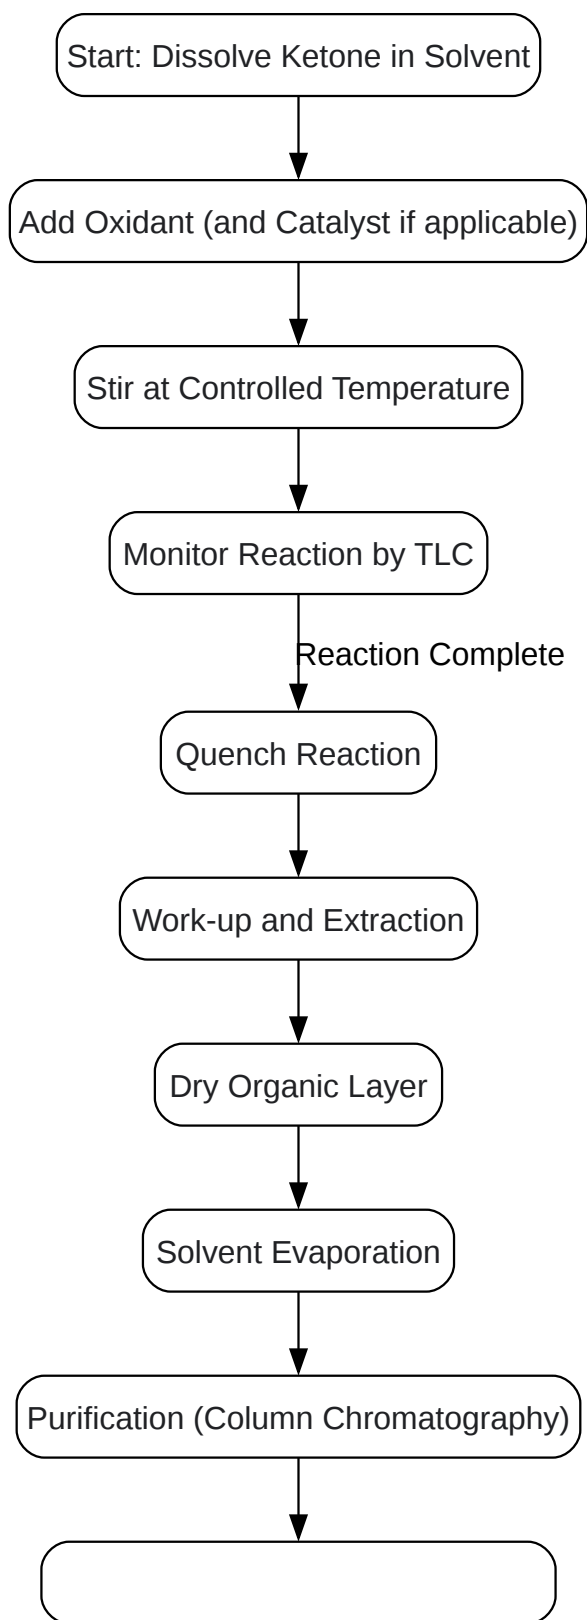 Start: Dissolve Ketone in Solvent
Add Oxidant (and Catalyst if applicable)
Stir at Controlled Temperature
Monitor Reaction by TLC
Reaction Complete
Quench Reaction
Work-up and Extraction
Dry Organic Layer
Solvent Evaporation
Purification (Column Chromatography)